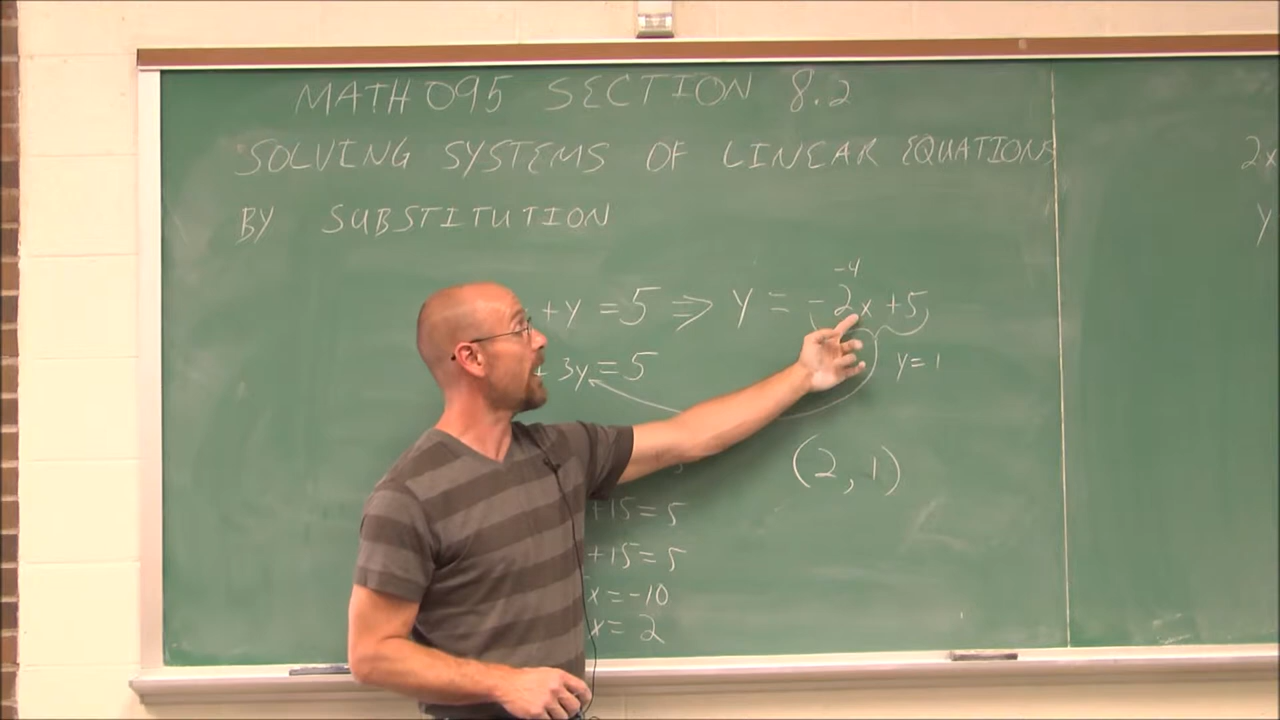 MATH 095 SECTION 8.2
SOLVING SYSTEMS OF LINEAR EQUATIONS
BY SUBSTITUTION
-4
+y = 5 ⇒ y = -2x +5
+ 3y = 5
y = 1
(2, 1)
+15 = 5
+15 = 5
x = -10
x = 2
2x
y